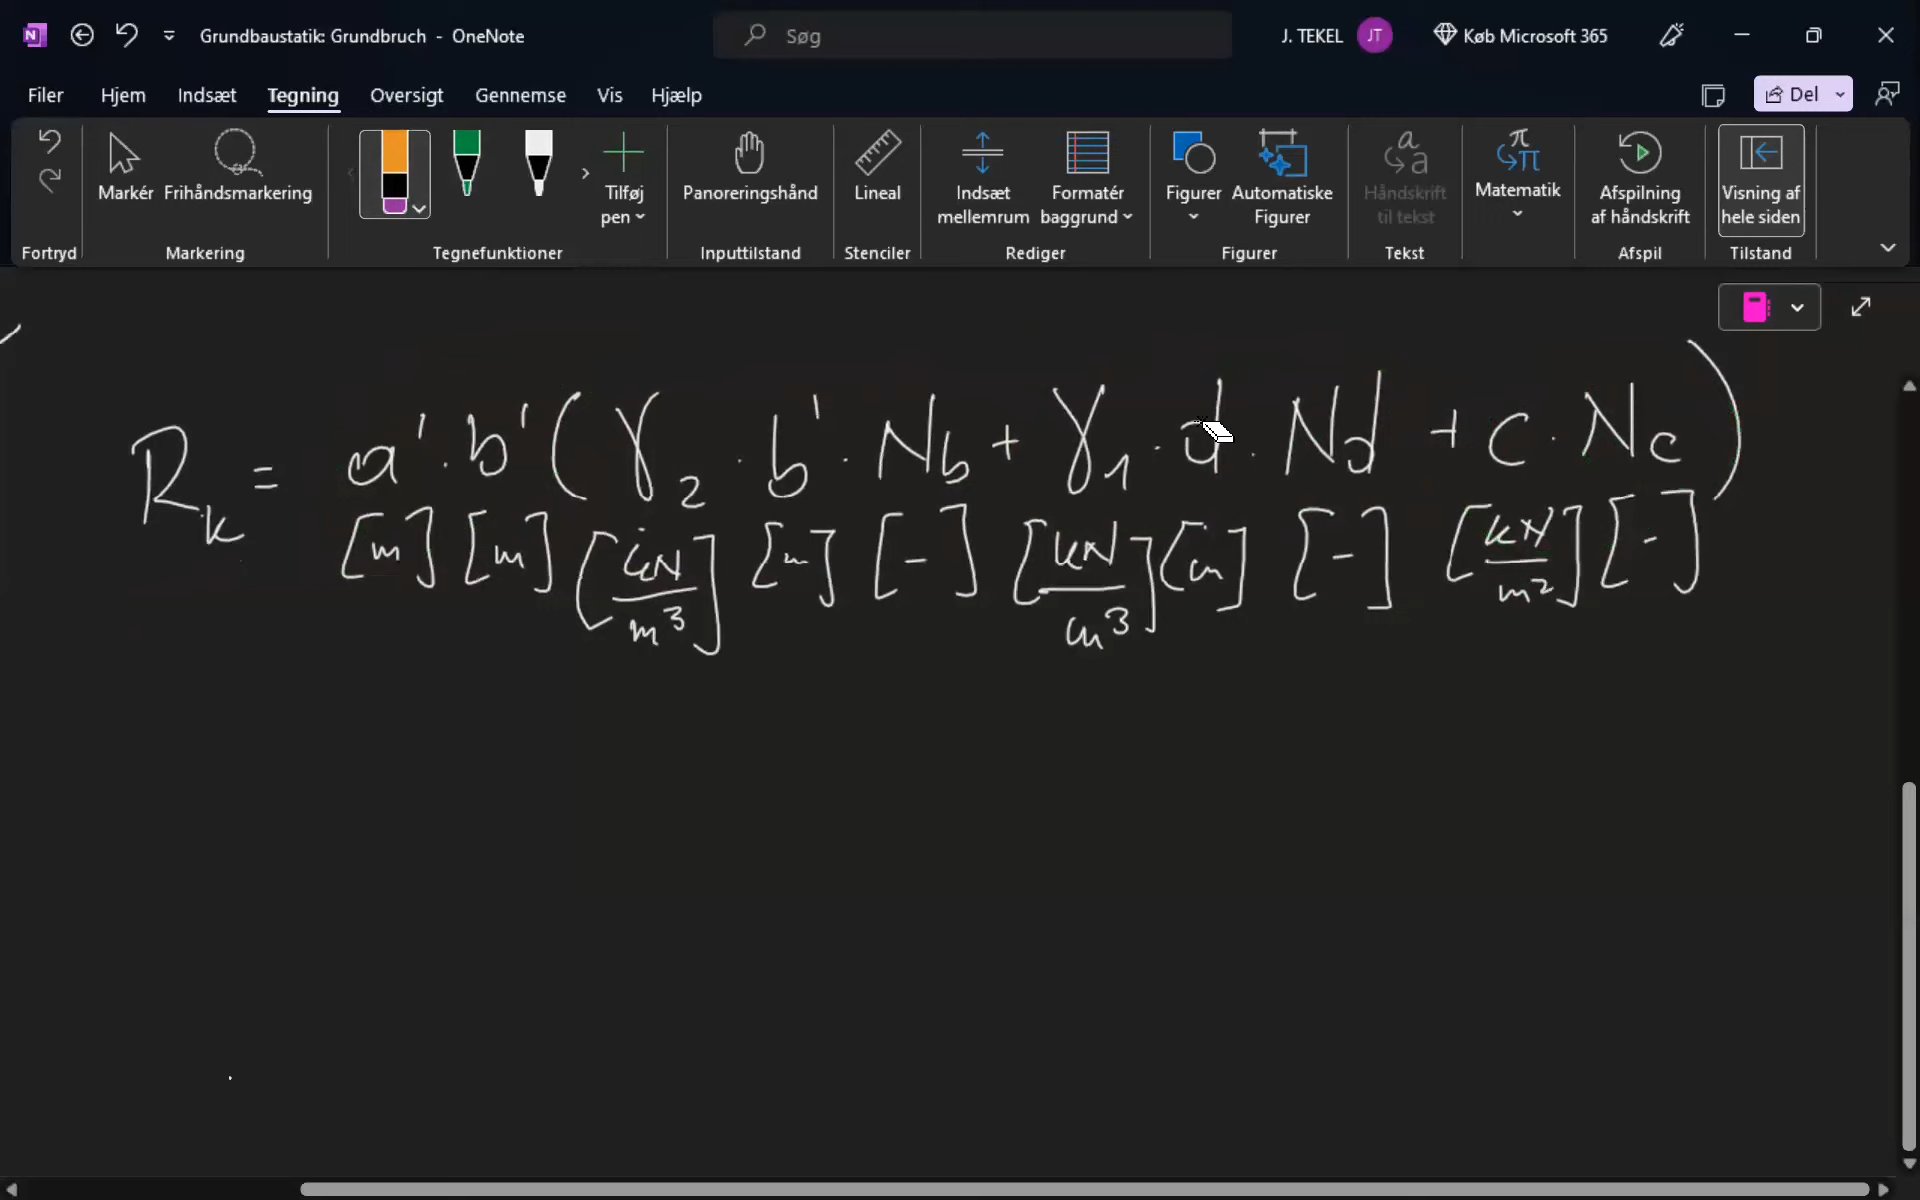 Grundbaustatik: Grundbruch - OneNote
Søg
J. TEKEL
JT
Køb Microsoft 365
Filer Hjem Indsæt Tegning Oversigt Gennemse Vis Hjælp
Del
Markér
Frihåndsmarkering
Tilføj
pen
Panoreringshånd
Lineal
Indsæt
mellemrum
Formatér
baggrund
Figurer
Automatiske
Figurer
Håndskrift
til tekst
Matematik
Afspilning
af håndskrift
Visning af
hele siden
Fortryd Markering Tegnefunktioner Inputtilstand Stenciler Rediger Figurer Tekst Afspil Tilstand
R_k = a' · b' (γ_2 · b' · N_b + γ_1 · d · N_d + c · N_c)
[m] [m] [kN/m³] [m] [-] [kN/m³] [m] [-] [kN/m²] [-]